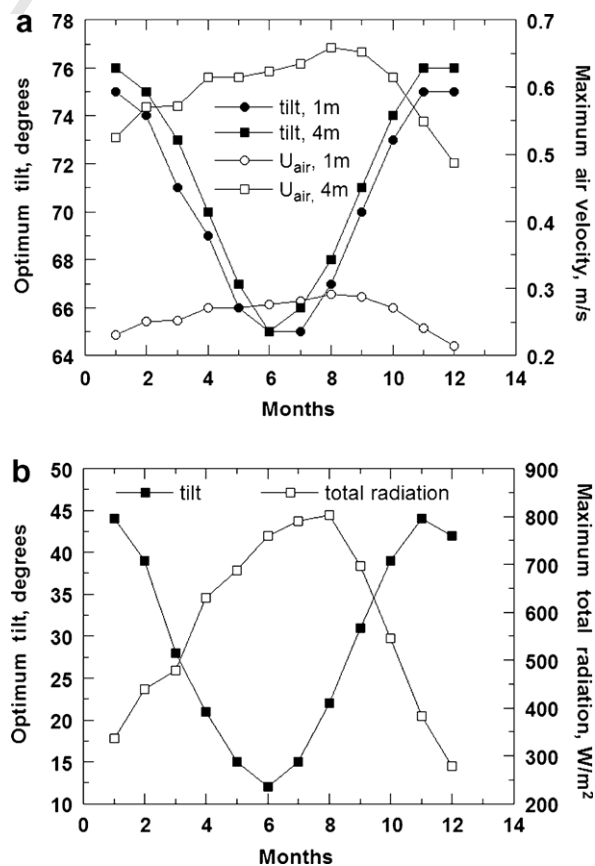 a
78
76
74
72
70
68
66
64
Optimum tilt, degrees
0.7
0.6
0.5
0.4
0.3
0.2
Maximum air velocity, m/s
tilt, 1m
tilt, 4m
Uair, 1m
Uair, 4m
0 2 4 6 8 10 12 14
Months
b
50
45
40
35
30
25
20
15
10
Optimum tilt, degrees
900
800
700
600
500
400
300
200
Maximum total radiation, W/m²
tilt
total radiation
0 2 4 6 8 10 12 14
Months